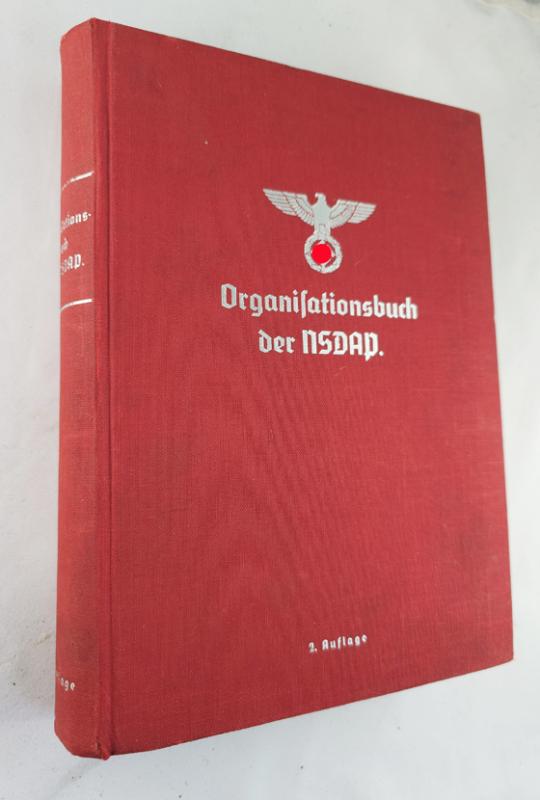 Organiſationsbuch
der NSDAP.
2. Auflage